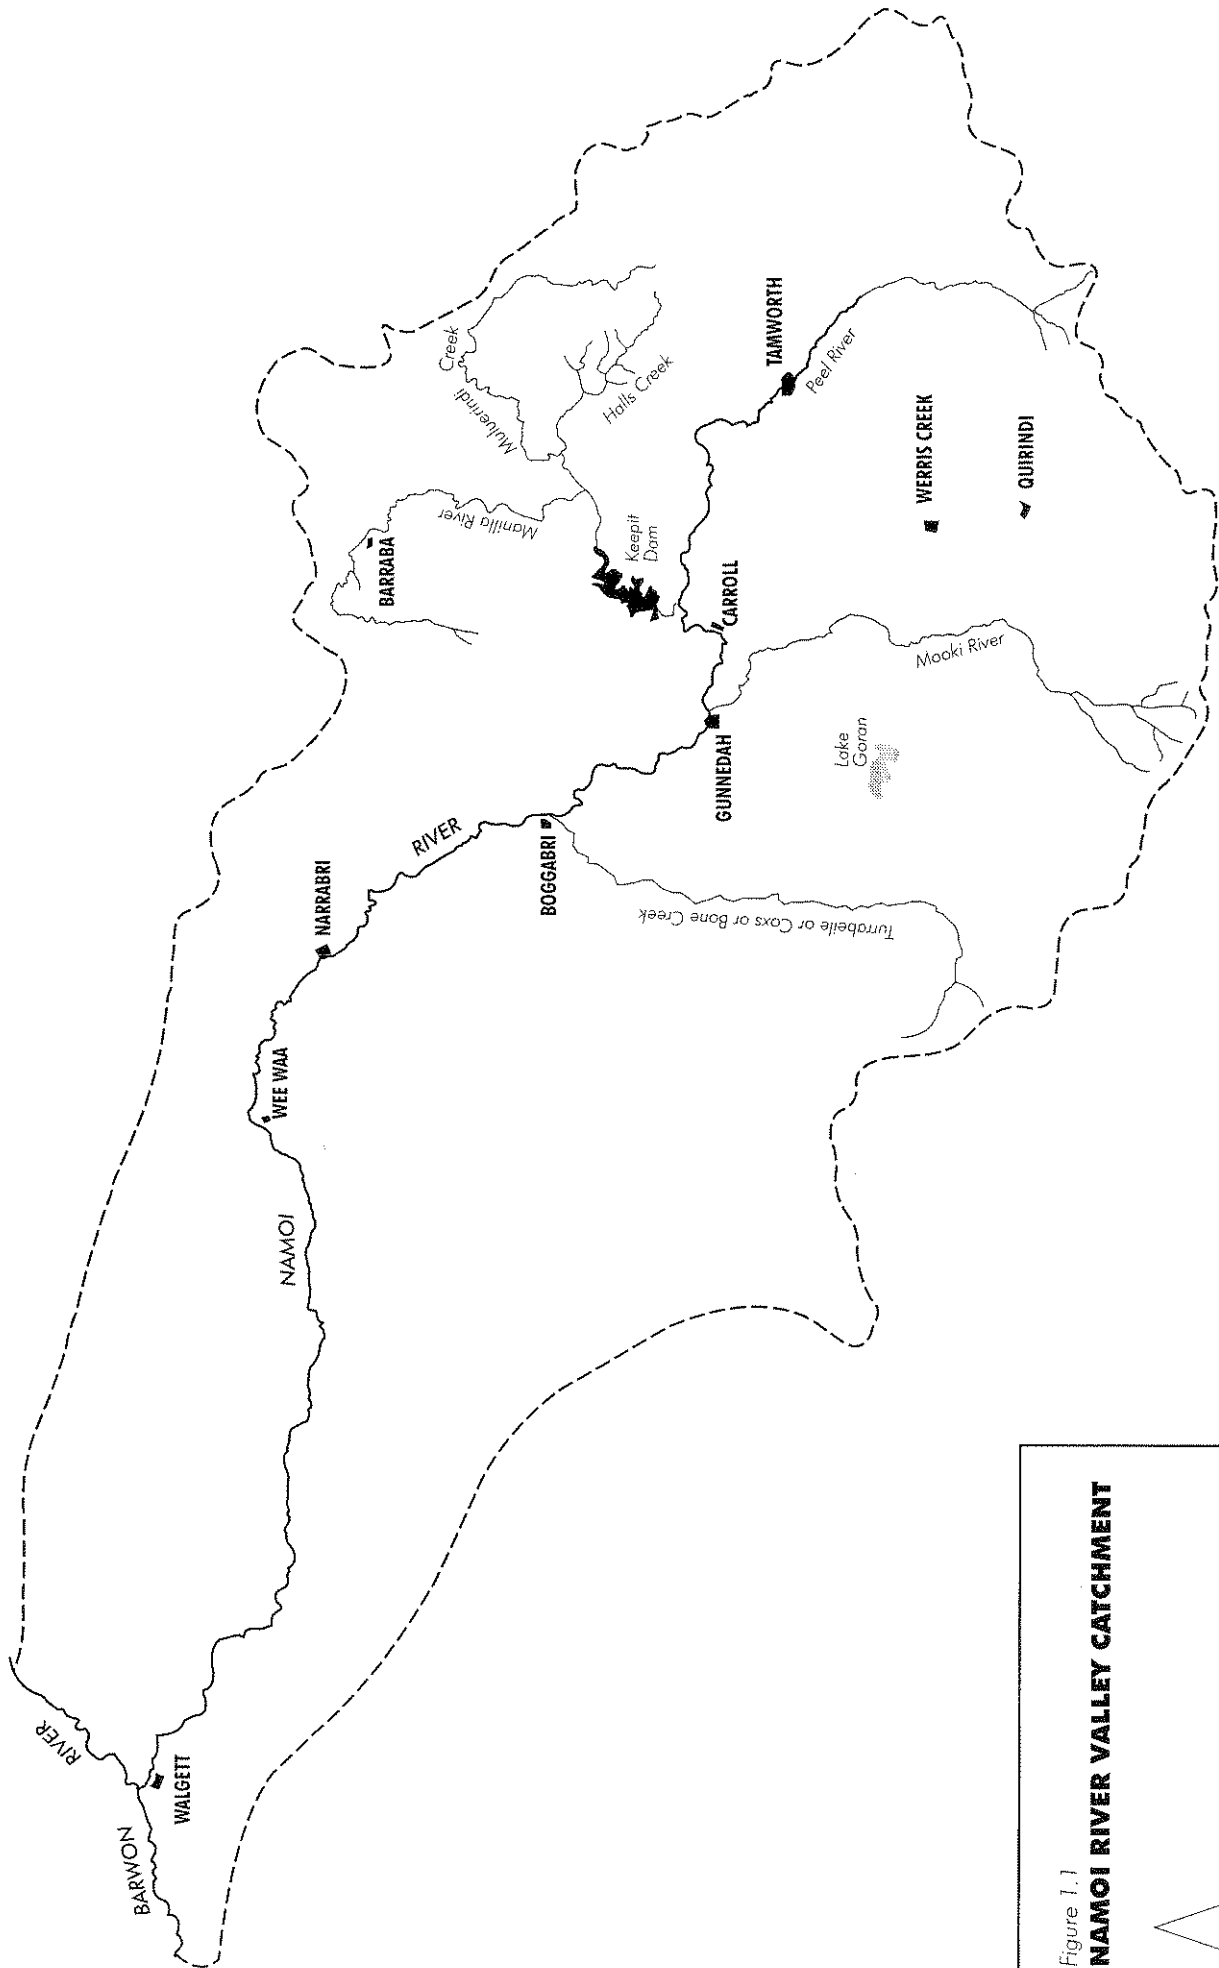 RIVER
BARWON
WALGETT
NAMOI
WEE WAA
NARRABRI
RIVER
BARRABA
Manilla River
Muluerindi
Creek
BOGGABRI
Halls Creek
Keepit
Dam
Turrabeile or Coxs or Bone Creek
GUNNEDAH
CARROLL
TAMWORTH
Peel River
Lake
Goran
Mooki River
WERRIS CREEK
QUIRINDI
Figure 1.1
NAMOI RIVER VALLEY CATCHMENT